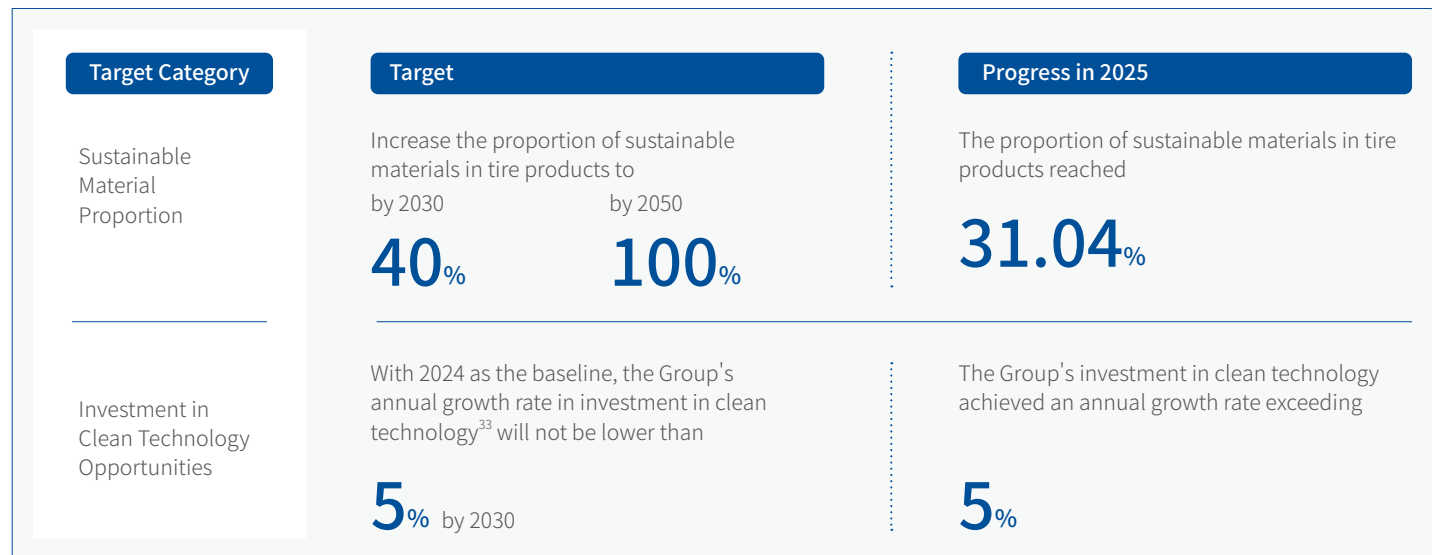 Target Category
Target
Progress in 2025
Sustainable
Material
Proportion
Increase the proportion of sustainable
materials in tire products to
by 2030
by 2050
40%
100%
The proportion of sustainable materials in tire
products reached
31.04%
Investment in
Clean Technology
Opportunities
With 2024 as the baseline, the Group's
annual growth rate in investment in clean
technology33 will not be lower than
5% by 2030
The Group's investment in clean technology
achieved an annual growth rate exceeding
5%